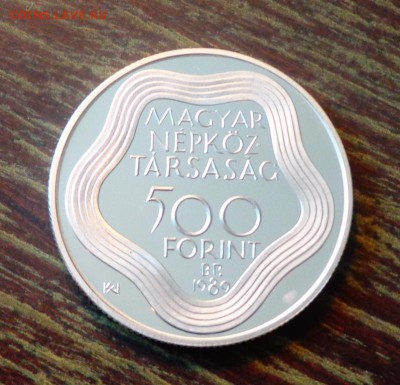 MAGYAR
NÉPKÖZ
TÁRSASÁG
500
FORINT
BP.
1989